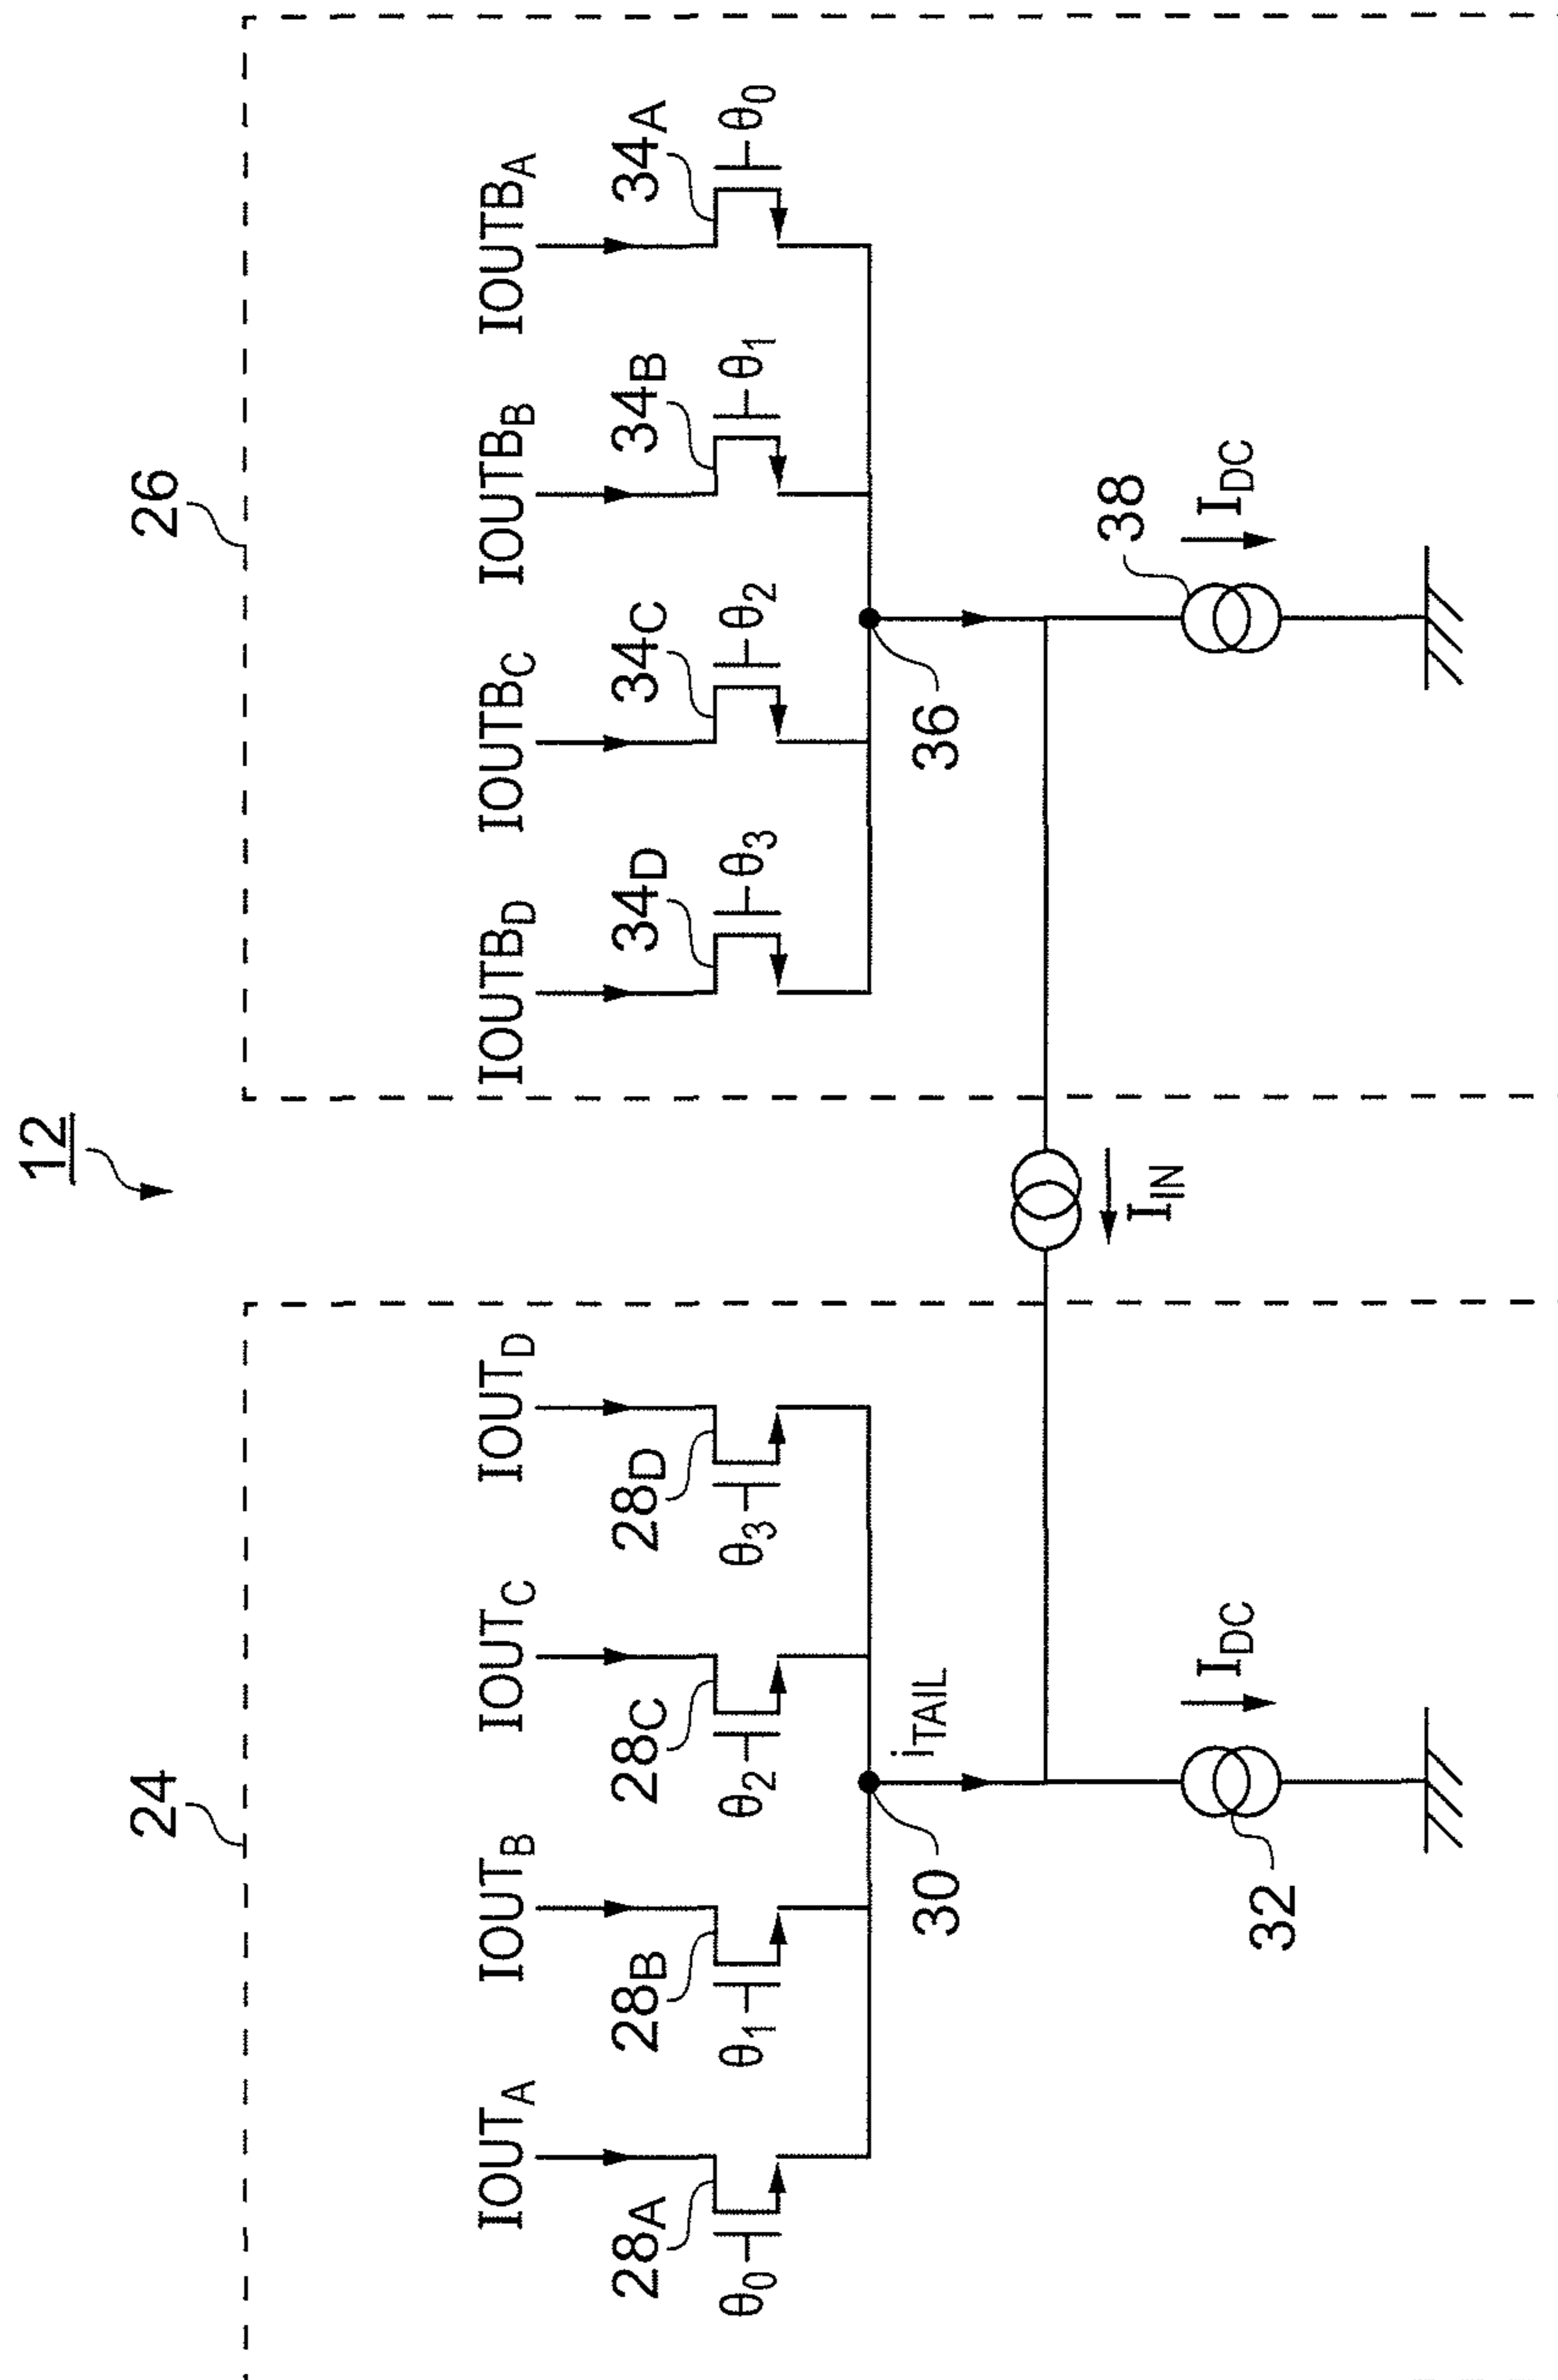 12
24
26
IOUTA
IOUTB
IOUTC
IOUTD
IOUTBD
IOUTBC
IOUTBB
IOUTBA
28A
28B
28C
28D
34D
34C
34B
34A
θ0
θ1
θ2
θ3
θ3
θ2
θ1
θ0
30
iTAIL
36
IIN
32
IDC
38
IDC